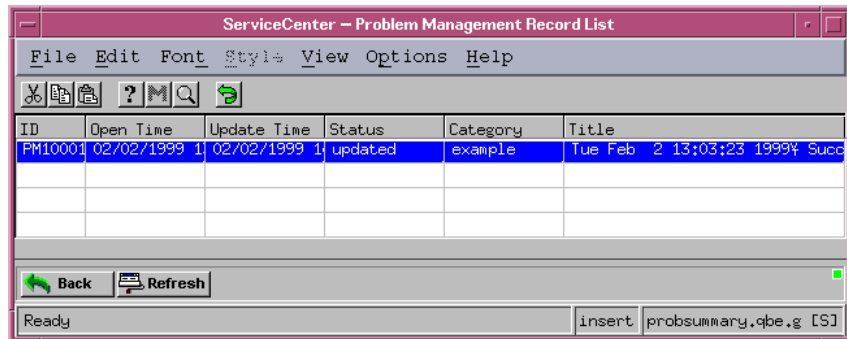 ServiceCenter – Problem Management Record List
File Edit Font Style View Options Help
ID Open Time Update Time Status Category Title
PM10001 02/02/1999 1 02/02/1999 1 updated example Tue Feb 2 13:03:23 1999¥ Succ
Back Refresh
Ready insert probsummary.qbe.g [S]